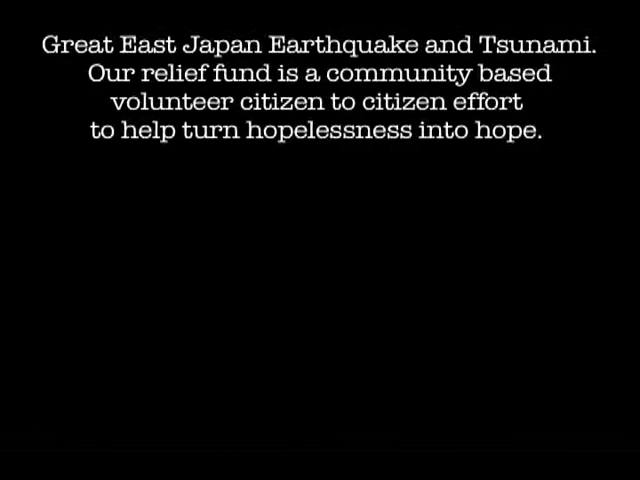 Great East Japan Earthquake and Tsunami.
Our relief fund is a community based
volunteer citizen to citizen effort
to help turn hopelessness into hope.